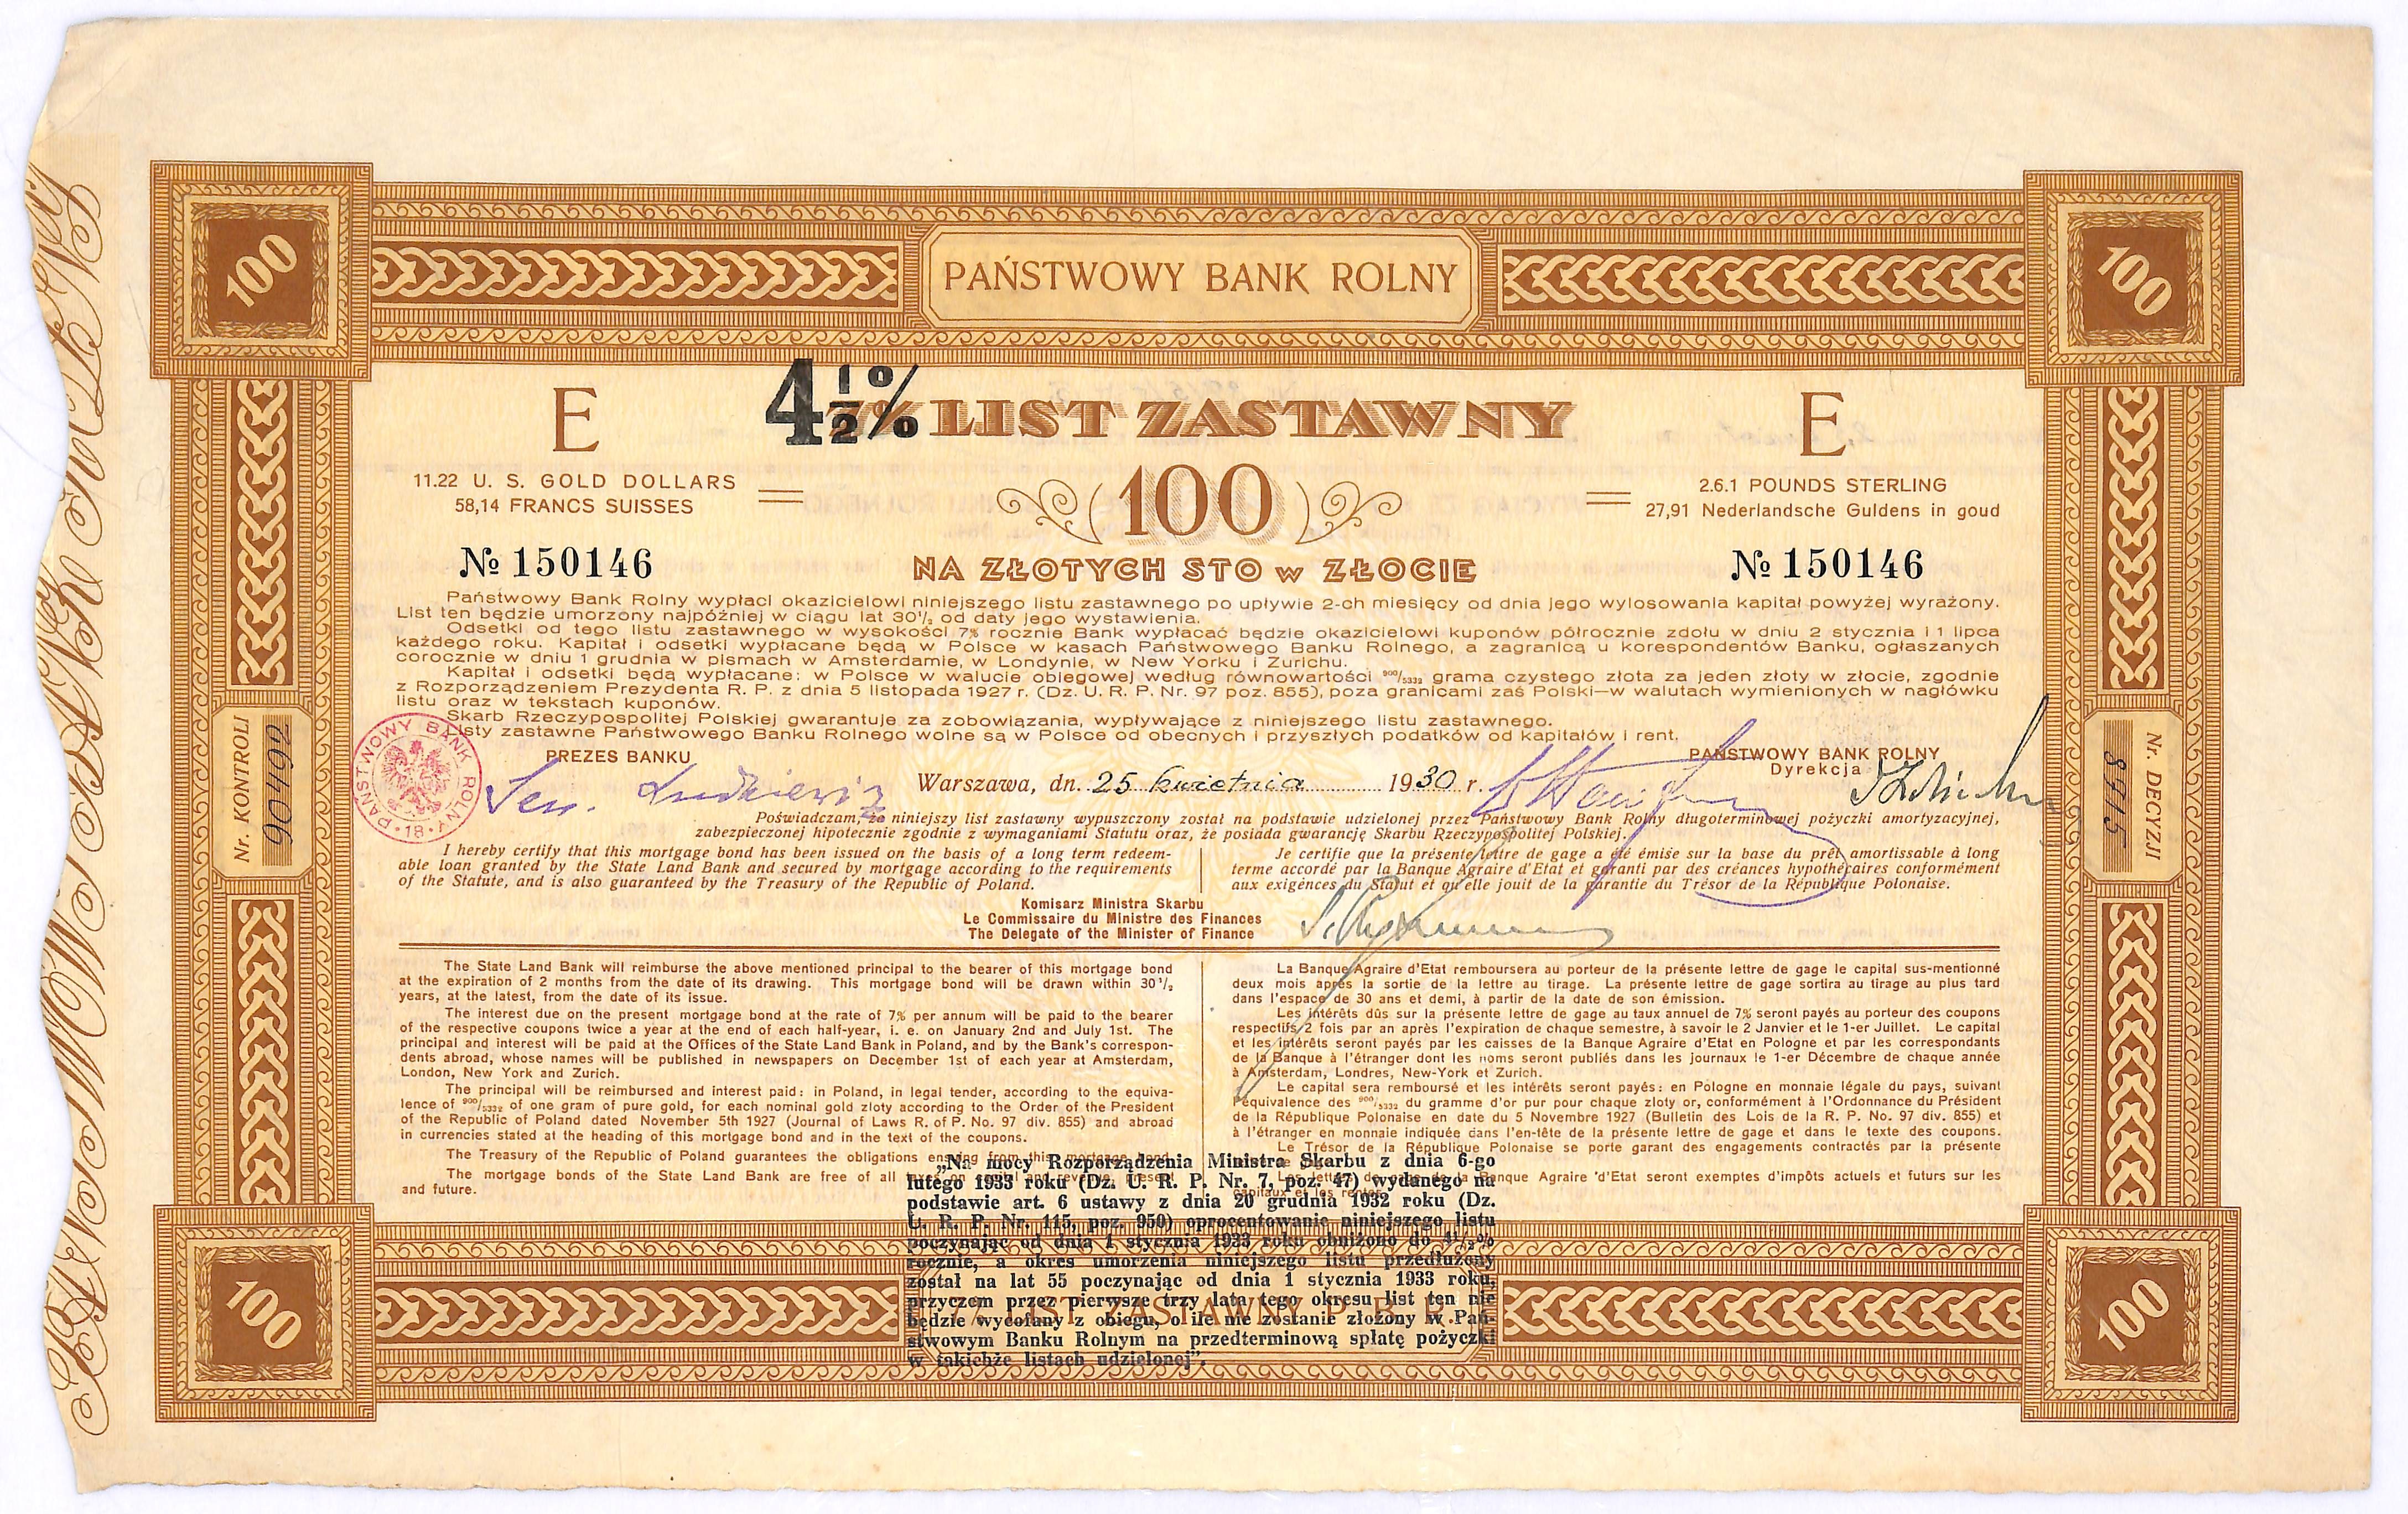 PAŃSTWOWY BANK ROLNY
100
100
E
4½%
7% LIST ZASTAWNY
E
11.22 U. S. GOLD DOLLARS
58,14 FRANCS SUISSES
= 100 =
2.6.1 POUNDS STERLING
27,91 Nederlandsche Guldens in goud
№ 150146
NA ZŁOTYCH STO w ZŁOCIE
№ 150146
Państwowy Bank Rolny wypłaci okazicielowi niniejszego listu zastawnego po upływie 2-ch miesięcy od dnia jego wylosowania kapitał powyżej wyrażony.
List ten będzie umorzony najpóźniej w ciągu lat 30½ od daty jego wystawienia.
Odsetki od tego listu zastawnego w wysokości 7% rocznie Bank wypłacać będzie okazicielowi kuponów półrocznie zdołu w dniu 2 stycznia i 1 lipca
każdego roku. Kapitał i odsetki wypłacane będą w Polsce w kasach Państwowego Banku Rolnego, a zagranicą u korespondentów Banku, ogłaszanych
corocznie w dniu 1 grudnia w pismach w Amsterdamie, w Londynie, w New Yorku i Zurichu.
Kapitał i odsetki będą wypłacane: w Polsce w walucie obiegowej według równowartości 900/5332 grama czystego złota za jeden złoty w złocie, zgodnie
z Rozporządzeniem Prezydenta R. P. z dnia 5 listopada 1927 r. (Dz. U. R. P. Nr. 97 poz. 855), poza granicami zaś Polski—w walutach wymienionych w nagłówku
listu oraz w tekstach kuponów.
Skarb Rzeczypospolitej Polskiej gwarantuje za zobowiązania, wypływające z niniejszego listu zastawnego.
Listy zastawne Państwowego Banku Rolnego wolne są w Polsce od obecnych i przyszłych podatków od kapitałów i rent.
PAŃSTWOWY BANK ROLNY
• 18 •
PREZES BANKU
Warszawa, dn. 25 kwietnia 1930 r.
PAŃSTWOWY BANK ROLNY
Dyrekcja
Nr. KONTROLI
90492
Nr. DECYZJI
8915
Poświadczam, że niniejszy list zastawny wypuszczony został na podstawie udzielonej przez Państwowy Bank Rolny długoterminowej pożyczki amortyzacyjnej,
zabezpieczonej hipotecznie zgodnie z wymaganiami Statutu oraz, że posiada gwarancję Skarbu Rzeczypospolitej Polskiej.
I hereby certify that this mortgage bond has been issued on the basis of a long term redeem-
able loan granted by the State Land Bank and secured by mortgage according to the requirements
of the Statute, and is also guaranteed by the Treasury of the Republic of Poland.
Je certifie que la présente lettre de gage a été émise sur la base du prêt amortissable à long
terme accordé par la Banque Agraire d'Etat et garanti par des créances hypothécaires conformément
aux exigences du Statut et qu'elle jouit de la garantie du Trésor de la République Polonaise.
Komisarz Ministra Skarbu
Le Commissaire du Ministre des Finances
The Delegate of the Minister of Finance
The State Land Bank will reimburse the above mentioned principal to the bearer of this mortgage bond
at the expiration of 2 months from the date of its drawing. This mortgage bond will be drawn within 30½
years, at the latest, from the date of its issue.
The interest due on the present mortgage bond at the rate of 7% per annum will be paid to the bearer
of the respective coupons twice a year at the end of each half-year, i. e. on January 2nd and July 1st. The
principal and interest will be paid at the Offices of the State Land Bank in Poland, and by the Bank's correspon-
dents abroad, whose names will be published in newspapers on December 1st of each year at Amsterdam,
London, New York and Zurich.
The principal will be reimbursed and interest paid: in Poland, in legal tender, according to the equiva-
lence of 900/5332 of one gram of pure gold, for each nominal gold zloty according to the Order of the President
of the Republic of Poland dated November 5th 1927 (Journal of Laws R. of P. No. 97 div. 855) and abroad
in currencies stated at the heading of this mortgage bond and in the text of the coupons.
The Treasury of the Republic of Poland guarantees the obligations ensuing from this mortgage bond.
The mortgage bonds of the State Land Bank are free of all
and future.
La Banque Agraire d'Etat remboursera au porteur de la présente lettre de gage le capital sus-mentionné
deux mois après la sortie de la lettre au tirage. La présente lettre de gage sortira au tirage au plus tard
dans l'espace de 30 ans et demi, à partir de la date de son émission.
Les intérêts dûs sur la présente lettre de gage au taux annuel de 7% seront payés au porteur des coupons
respectifs 2 fois par an après l'expiration de chaque semestre, à savoir le 2 Janvier et le 1-er Juillet. Le capital
et les intérêts seront payés par les caisses de la Banque Agraire d'Etat en Pologne et par les correspondants
de la Banque à l'étranger dont les noms seront publiés dans les journaux le 1-er Décembre de chaque année
à Amsterdam, Londres, New-York et Zurich.
Le capital sera remboursé et les intérêts seront payés: en Pologne en monnaie légale du pays, suivant
l'équivalence des 900/5332 du gramme d'or pur pour chaque zloty or, conformément à l'Ordonnance du Président
de la République Polonaise en date du 5 Novembre 1927 (Bulletin des Lois de la R. P. No. 97 div. 855) et
à l'étranger en monnaie indiquée dans l'en-tête de la présente lettre de gage et dans le texte des coupons.
Le Trésor de la République Polonaise se porte garant des engagements contractés par la présente
Les lettres de gage de la Banque Agraire d'Etat seront exemptes d'impôts actuels et futurs sur les
capitaux et les rentes.
„Na mocy Rozporządzenia Ministra Skarbu z dnia 6-go
lutego 1933 roku (Dz. U. R. P. Nr. 7, poz. 47) wydanego na
podstawie art. 6 ustawy z dnia 20 grudnia 1932 roku (Dz.
U. R. P. Nr. 115, poz. 950) oprocentowanie niniejszego listu
poczynając od dnia 1 stycznia 1933 roku obniżono do 4½%
rocznie, a okres umorzenia niniejszego listu przedłużony
został na lat 55 poczynając od dnia 1 stycznia 1933 roku,
przyczem przez pierwsze trzy lata tego okresu list ten nie
będzie wycofany z obiegu, o ile nie zostanie złożony w Pań-
stwowym Banku Rolnym na przedterminową spłatę pożyczki
w takichże listach udzielonej".
7% LIST ZASTAWNY P. B. R.
100
100